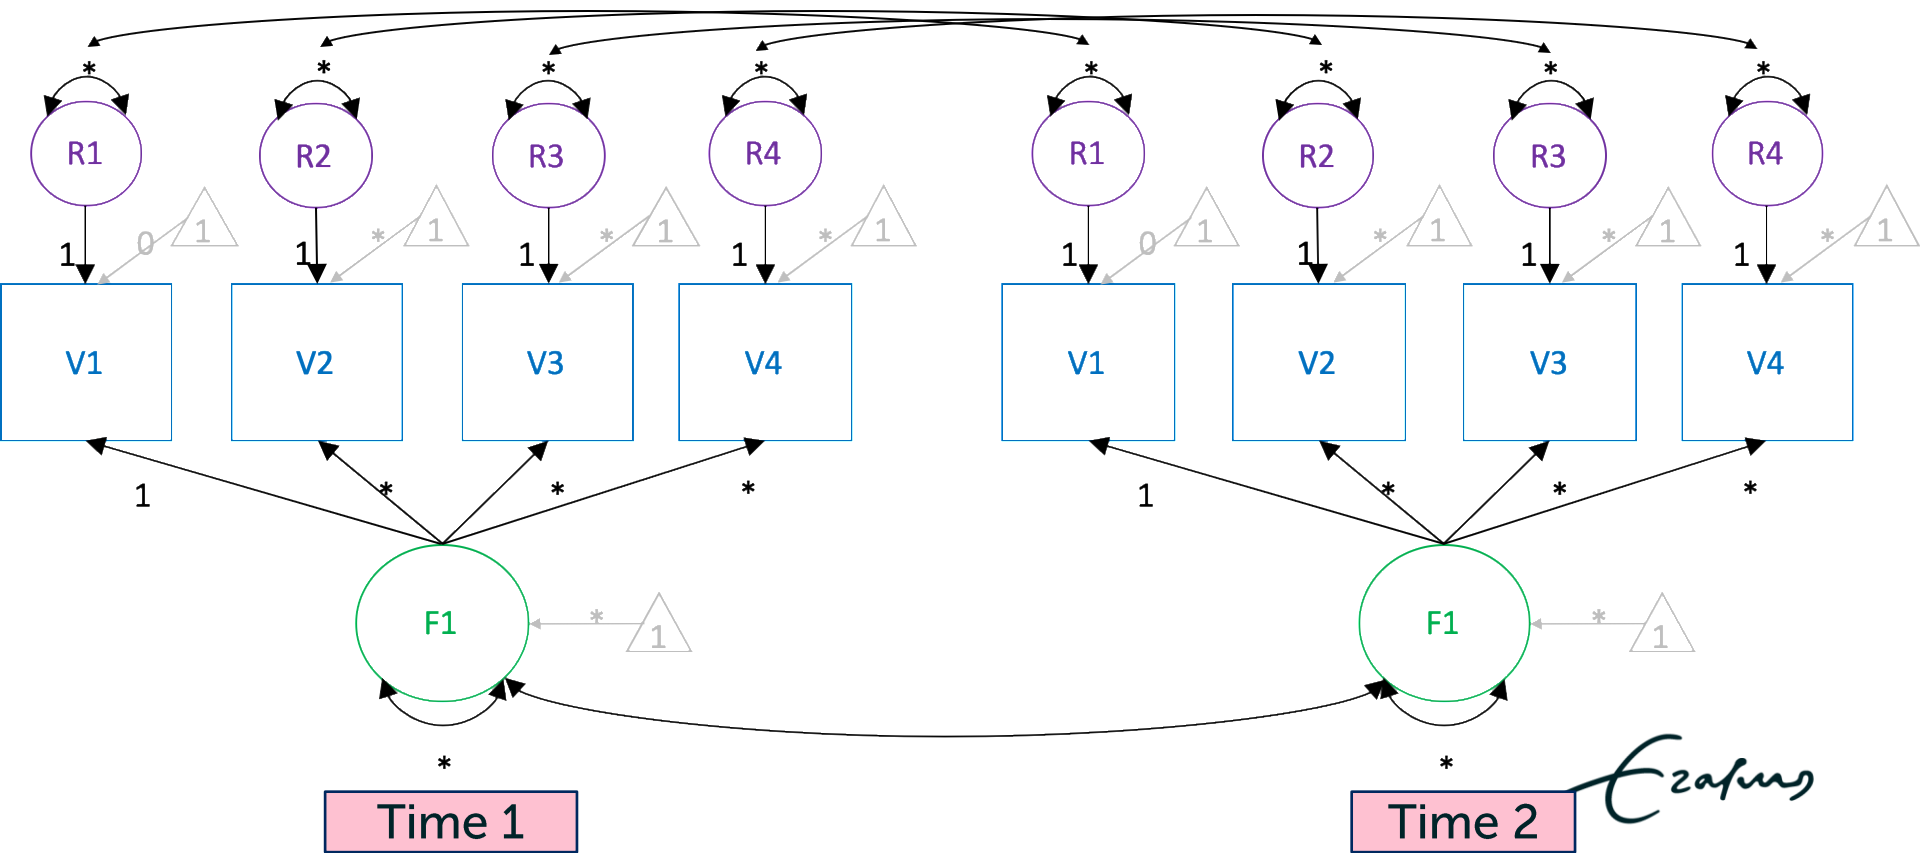 * * * * * * * *
R1 R2 R3 R4 R1 R2 R3 R4
1 0 1 1 * 1 1 * 1 1 * 1 1 0 1 1 * 1 1 * 1 1 * 1
V1 V2 V3 V4 V1 V2 V3 V4
1 * * * 1 * * *
F1 * 1 F1 * 1
* *
Time 1 Time 2
Erasmus